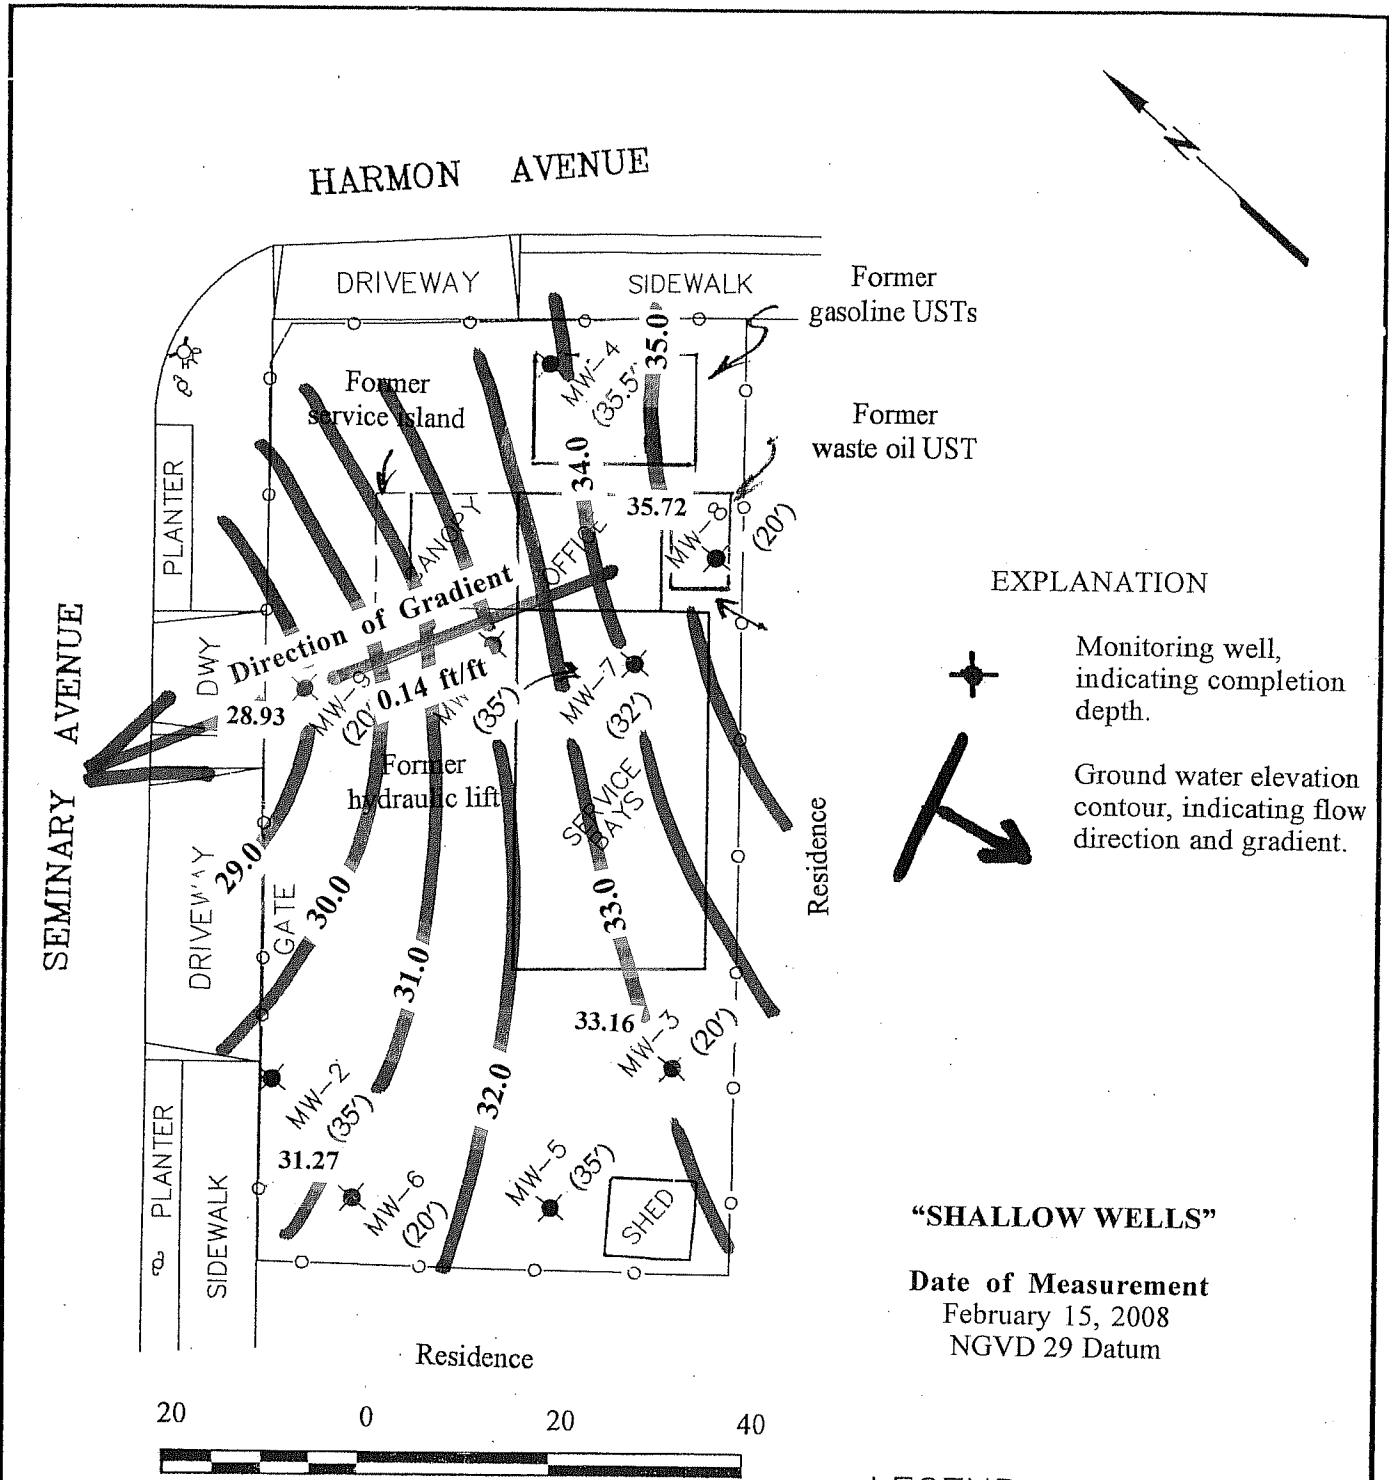 HARMON AVENUE
N
DRIVEWAY
SIDEWALK
Former
gasoline USTs
Former
service island
MW-4
(35.5')
35.0
Former
waste oil UST
PLANTER
34.0
35.72
MW-8
(20')
CANOPY
OFFICE
EXPLANATION
Direction of Gradient
0.14 ft/ft
Monitoring well,
indicating completion
depth.
SEMINARY AVENUE
DWY
28.93
MW-9
(20'
MW
(35')
MW-7
(32')
Former
hydraulic lift
SERVICE
BAYS
Ground water elevation
contour, indicating flow
direction and gradient.
Residence
29.0
30.0
31.0
32.0
33.0
DRIVEWAY
GATE
33.16
MW-3
(20')
MW-2
(35')
31.27
MW-6
(20')
MW-5
(35')
SHED
PLANTER
SIDEWALK
"SHALLOW WELLS"
Date of Measurement
February 15, 2008
NGVD 29 Datum
Residence
20 0 20 40